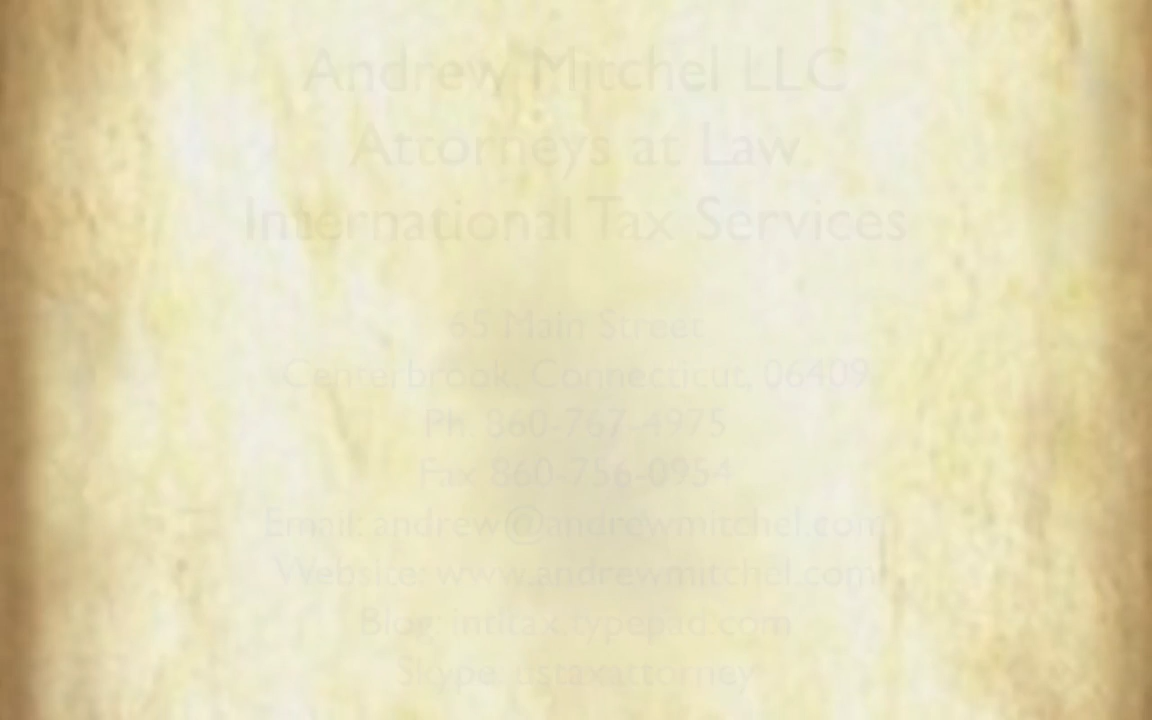 Andrew Mitchel LLC
Attorneys at Law
International Tax Services
65 Main Street
Centerbrook, Connecticut, 06409
Ph 860-767-4975
Fax 860-756-0954
Email: andrew@andrewmitchel.com
Website: www.andrewmitchel.com
Blog: intltax.typepad.com
Skype: ustaxattorney